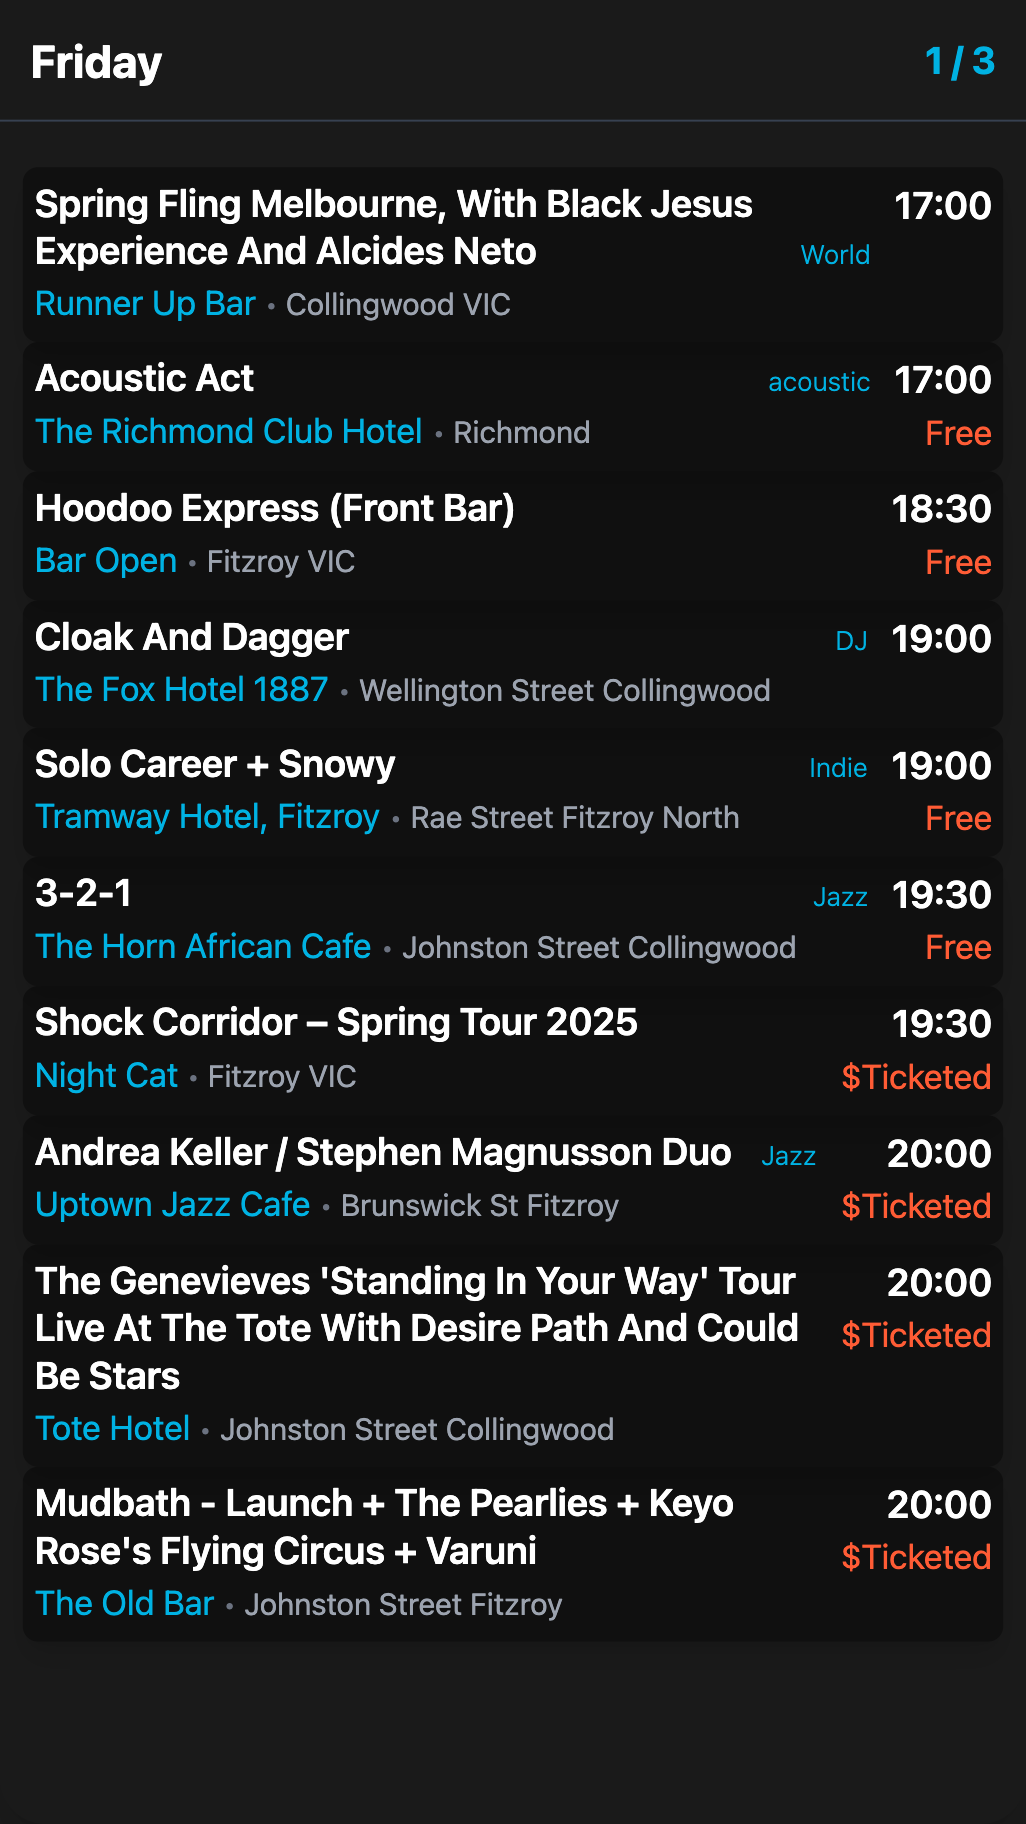 Friday 1 / 3
Spring Fling Melbourne, With Black Jesus 17:00
Experience And Alcides Neto World
Runner Up Bar • Collingwood VIC
Acoustic Act acoustic 17:00
The Richmond Club Hotel • Richmond Free
Hoodoo Express (Front Bar) 18:30
Bar Open • Fitzroy VIC Free
Cloak And Dagger DJ 19:00
The Fox Hotel 1887 • Wellington Street Collingwood
Solo Career + Snowy Indie 19:00
Tramway Hotel, Fitzroy • Rae Street Fitzroy North Free
3-2-1 Jazz 19:30
The Horn African Cafe • Johnston Street Collingwood Free
Shock Corridor – Spring Tour 2025 19:30
Night Cat • Fitzroy VIC $Ticketed
Andrea Keller / Stephen Magnusson Duo Jazz 20:00
Uptown Jazz Cafe • Brunswick St Fitzroy $Ticketed
The Genevieves 'Standing In Your Way' Tour 20:00
Live At The Tote With Desire Path And Could $Ticketed
Be Stars
Tote Hotel • Johnston Street Collingwood
Mudbath - Launch + The Pearlies + Keyo 20:00
Rose's Flying Circus + Varuni $Ticketed
The Old Bar • Johnston Street Fitzroy